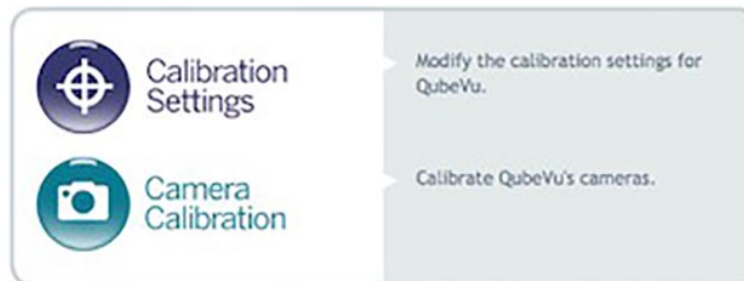 Calibration
Settings
Modify the calibration settings for
QubeVu.
Camera
Calibration
Calibrate QubeVu's cameras.